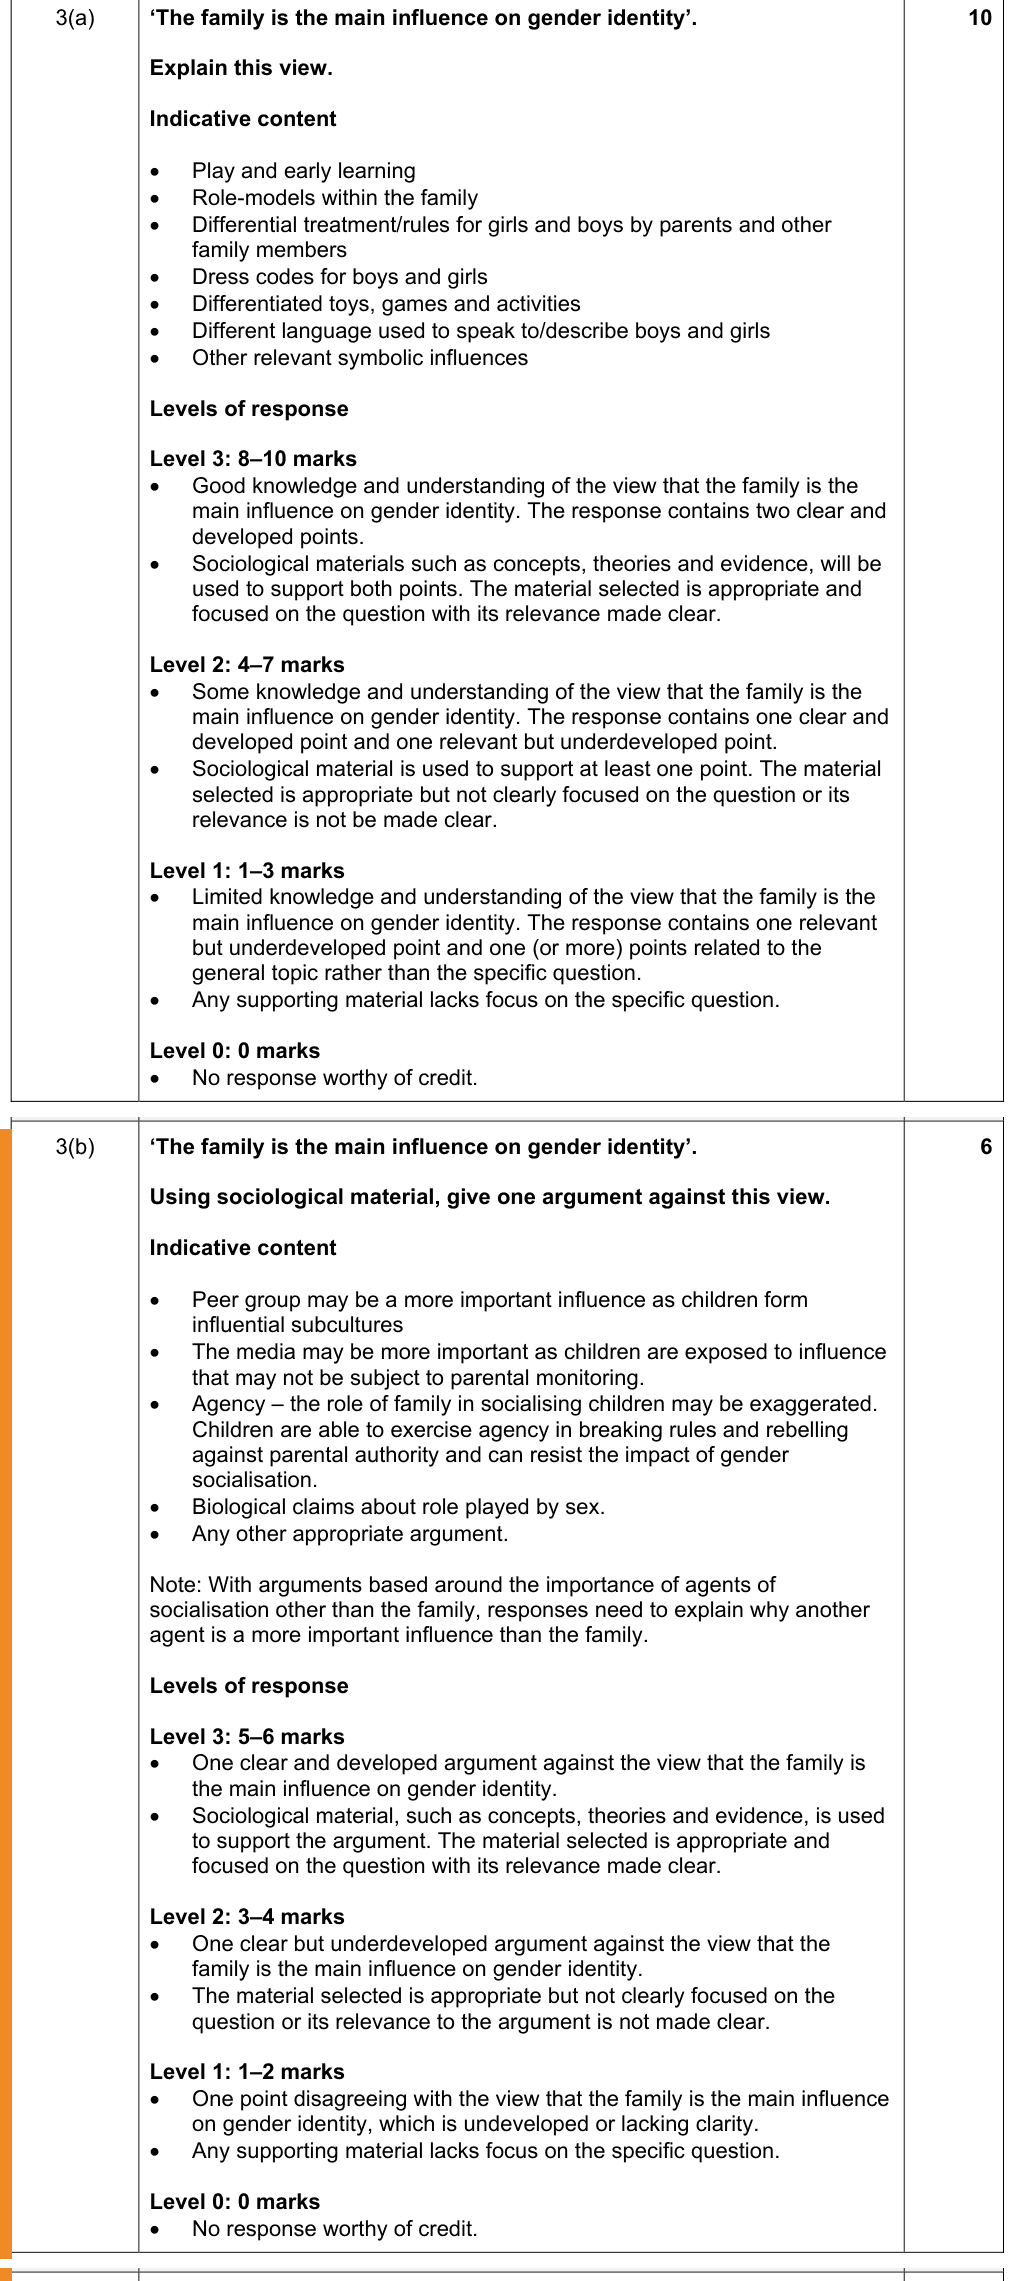 3(a) ‘The family is the main influence on gender identity’. 10
Explain this view.
Indicative content
• Play and early learning
• Role-models within the family
• Differential treatment/rules for girls and boys by parents and other
family members
• Dress codes for boys and girls
• Differentiated toys, games and activities
• Different language used to speak to/describe boys and girls
• Other relevant symbolic influences
Levels of response
Level 3: 8–10 marks
• Good knowledge and understanding of the view that the family is the
main influence on gender identity. The response contains two clear and
developed points.
• Sociological materials such as concepts, theories and evidence, will be
used to support both points. The material selected is appropriate and
focused on the question with its relevance made clear.
Level 2: 4–7 marks
• Some knowledge and understanding of the view that the family is the
main influence on gender identity. The response contains one clear and
developed point and one relevant but underdeveloped point.
• Sociological material is used to support at least one point. The material
selected is appropriate but not clearly focused on the question or its
relevance is not be made clear.
Level 1: 1–3 marks
• Limited knowledge and understanding of the view that the family is the
main influence on gender identity. The response contains one relevant
but underdeveloped point and one (or more) points related to the
general topic rather than the specific question.
• Any supporting material lacks focus on the specific question.
Level 0: 0 marks
• No response worthy of credit.
3(b) ‘The family is the main influence on gender identity’. 6
Using sociological material, give one argument against this view.
Indicative content
• Peer group may be a more important influence as children form
influential subcultures
• The media may be more important as children are exposed to influence
that may not be subject to parental monitoring.
• Agency – the role of family in socialising children may be exaggerated.
Children are able to exercise agency in breaking rules and rebelling
against parental authority and can resist the impact of gender
socialisation.
• Biological claims about role played by sex.
• Any other appropriate argument.
Note: With arguments based around the importance of agents of
socialisation other than the family, responses need to explain why another
agent is a more important influence than the family.
Levels of response
Level 3: 5–6 marks
• One clear and developed argument against the view that the family is
the main influence on gender identity.
• Sociological material, such as concepts, theories and evidence, is used
to support the argument. The material selected is appropriate and
focused on the question with its relevance made clear.
Level 2: 3–4 marks
• One clear but underdeveloped argument against the view that the
family is the main influence on gender identity.
• The material selected is appropriate but not clearly focused on the
question or its relevance to the argument is not made clear.
Level 1: 1–2 marks
• One point disagreeing with the view that the family is the main influence
on gender identity, which is undeveloped or lacking clarity.
• Any supporting material lacks focus on the specific question.
Level 0: 0 marks
• No response worthy of credit.